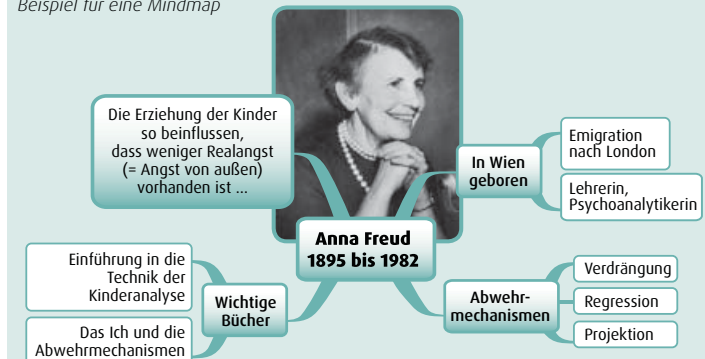 Beispiel für eine Mindmap
Die Erziehung der Kinder
so beeinflussen,
dass weniger Realangst
(= Angst von außen)
vorhanden ist ...
In Wien
geboren
Emigration
nach London
Lehrerin,
Psychoanalytikerin
Anna Freud
1895 bis 1982
Einführung in die
Technik der
Kinderanalyse
Das Ich und die
Abwehrmechanismen
Wichtige
Bücher
Abwehr-
mechanismen
Verdrängung
Regression
Projektion